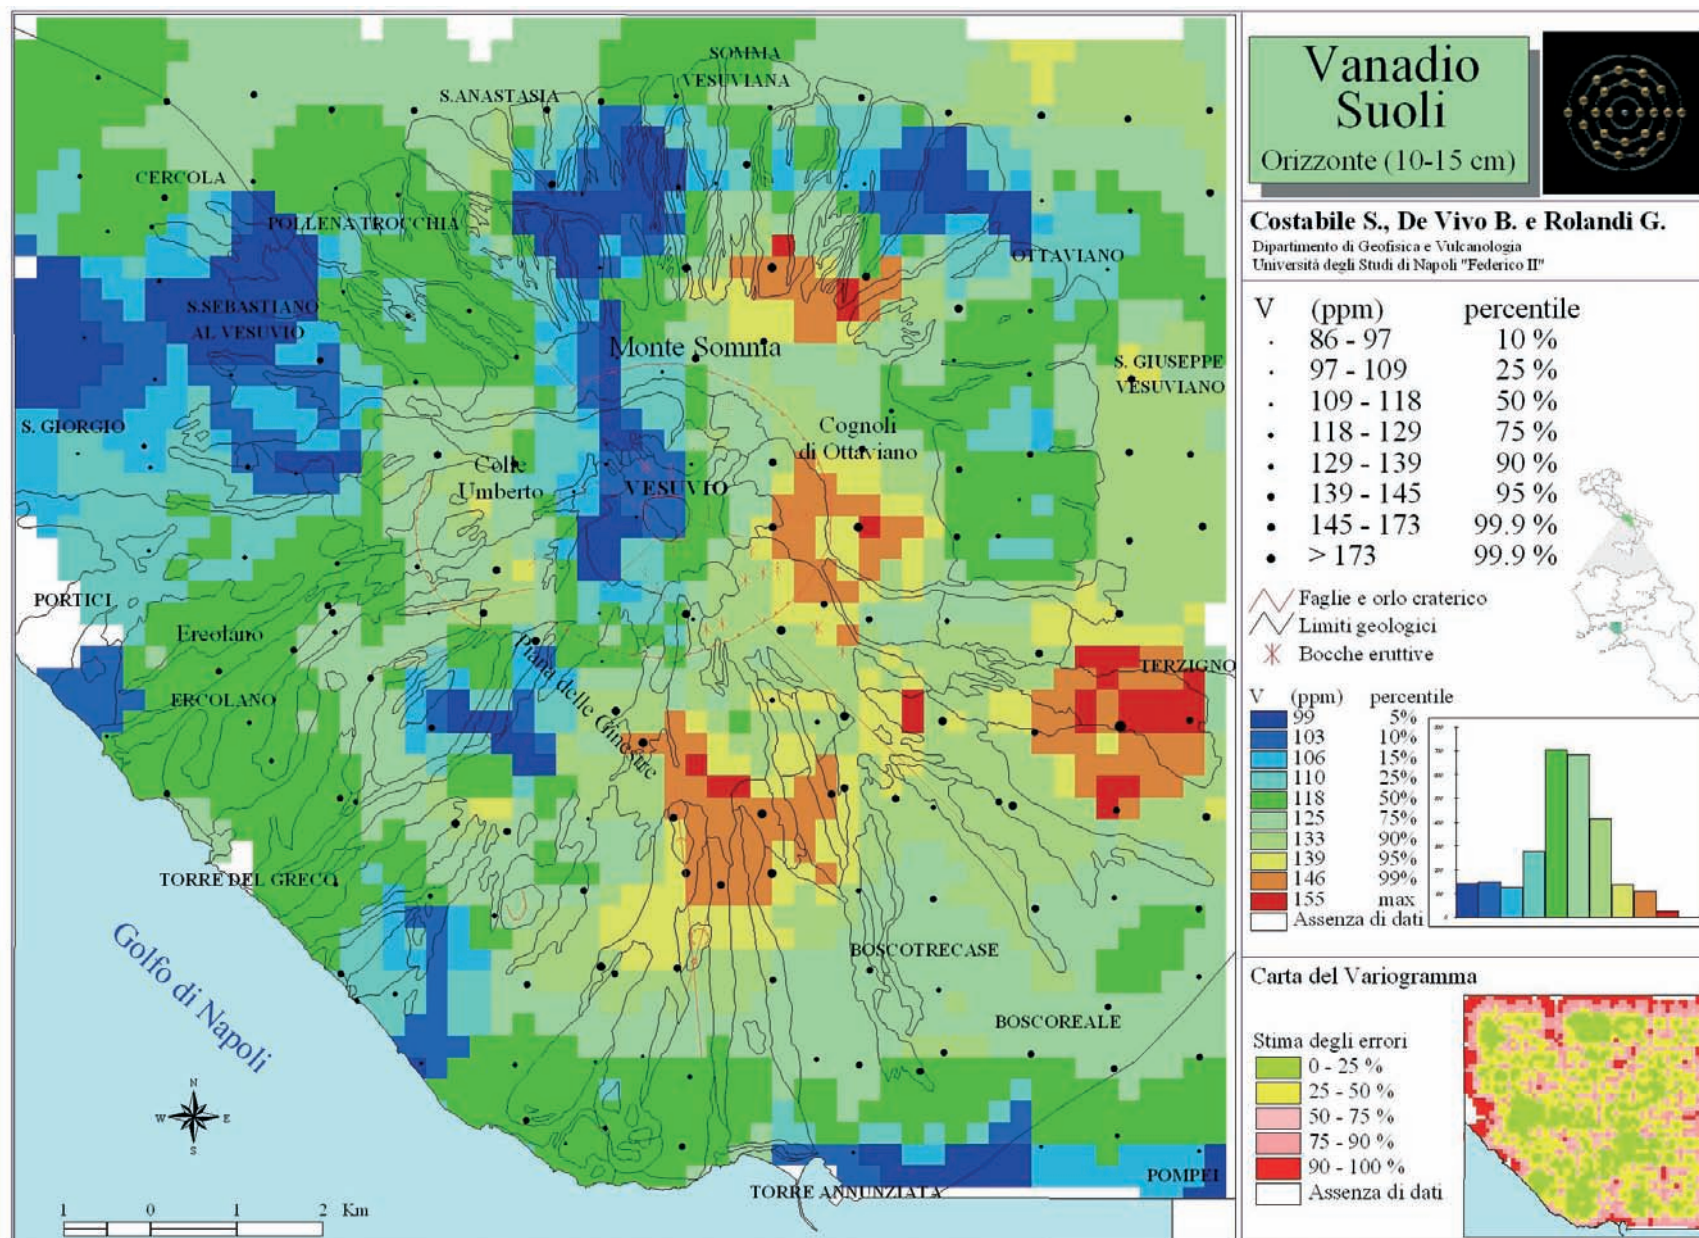 SOMMA
VESUVIANA
S.ANASTASIA
CERCOLA
POLLENA TROCCHIA
OTTAVIANO
S.SEBASTIANO
AL VESUVIO
Monte Somma
S. GIUSEPPE
VESUVIANO
S. GIORGIO
Cognoli
di Ottaviano
Colle
Umberto
VESUVIO
PORTICI
Ercolano
Piana delle Ginestre
TERZIGNO
ERCOLANO
TORRE DEL GRECO
Golfo di Napoli
BOSCOTRECASE
BOSCOREALE
N
W E
S
POMPEI
TORRE ANNUNZIATA
1 0 1 2 Km
Vanadio
Suoli
Orizzonte (10-15 cm)
Costabile S., De Vivo B. e Rolandi G.
Dipartimento di Geofisica e Vulcanologia
Università degli Studi di Napoli "Federico II"
V (ppm) percentile
86 - 97 10 %
97 - 109 25 %
109 - 118 50 %
118 - 129 75 %
129 - 139 90 %
139 - 145 95 %
145 - 173 99.9 %
> 173 99.9 %
Faglie e orlo craterico
Limiti geologici
Bocche eruttive
V (ppm) percentile
99 5%
103 10%
106 15%
110 25%
118 50%
125 75%
133 90%
139 95%
146 99%
155 max
Assenza di dati
Carta del Variogramma
Stima degli errori
0 - 25 %
25 - 50 %
50 - 75 %
75 - 90 %
90 - 100 %
Assenza di dati